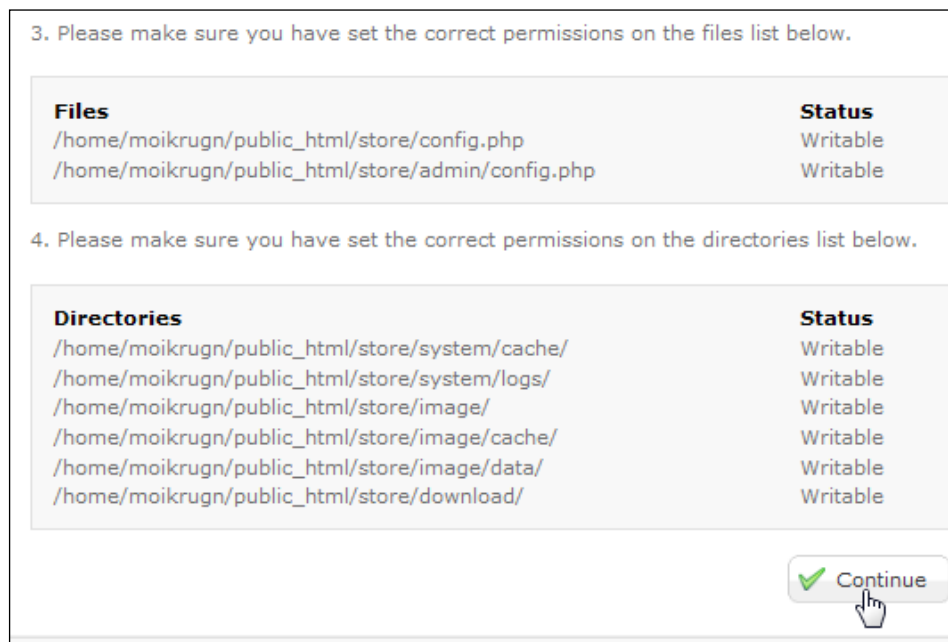 3. Please make sure you have set the correct permissions on the files list below.
Files Status
/home/moikrugn/public_html/store/config.php Writable
/home/moikrugn/public_html/store/admin/config.php Writable
4. Please make sure you have set the correct permissions on the directories list below.
Directories Status
/home/moikrugn/public_html/store/system/cache/ Writable
/home/moikrugn/public_html/store/system/logs/ Writable
/home/moikrugn/public_html/store/image/ Writable
/home/moikrugn/public_html/store/image/cache/ Writable
/home/moikrugn/public_html/store/image/data/ Writable
/home/moikrugn/public_html/store/download/ Writable
Continue